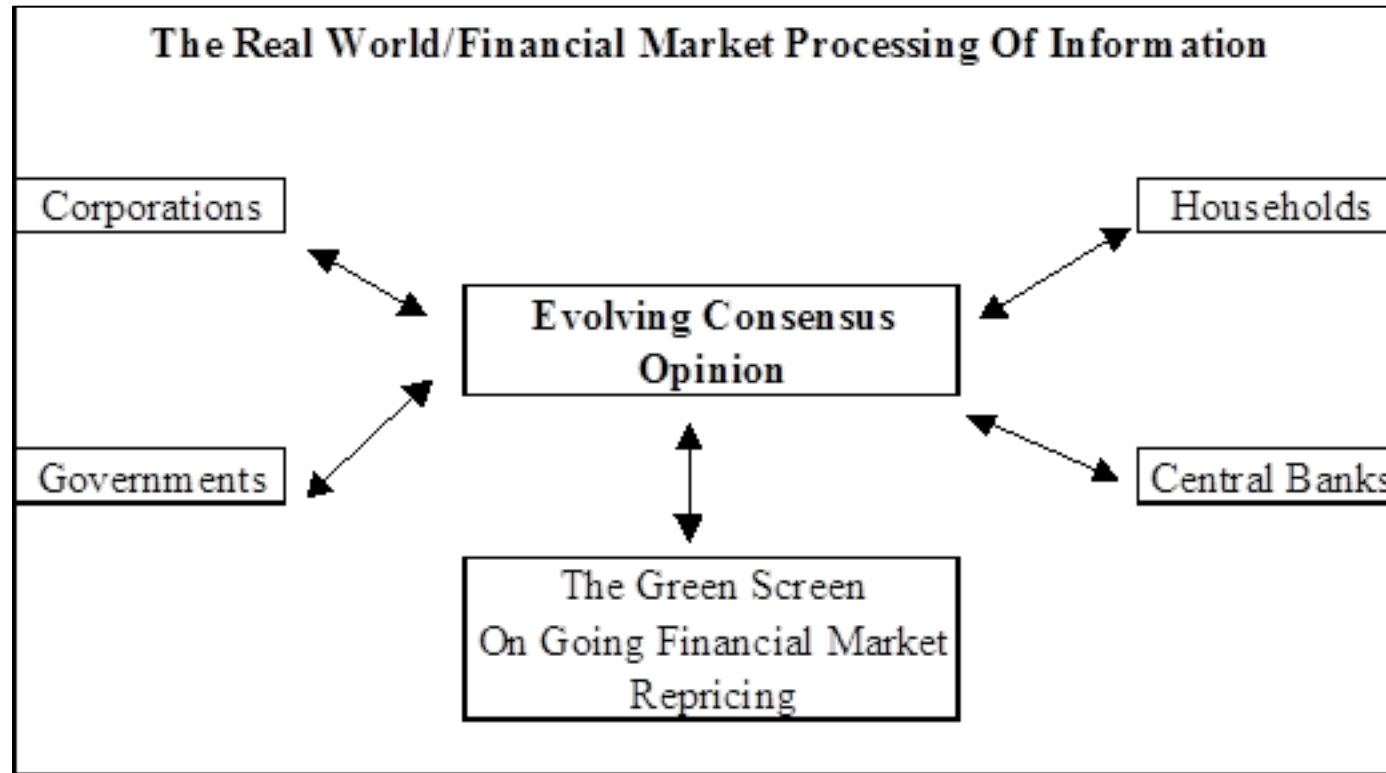 The Real World/Financial Market Processing Of Information
Corporations
Households
Evolving Consensus
Opinion
Governments
Central Banks
The Green Screen
On Going Financial Market
Repricing